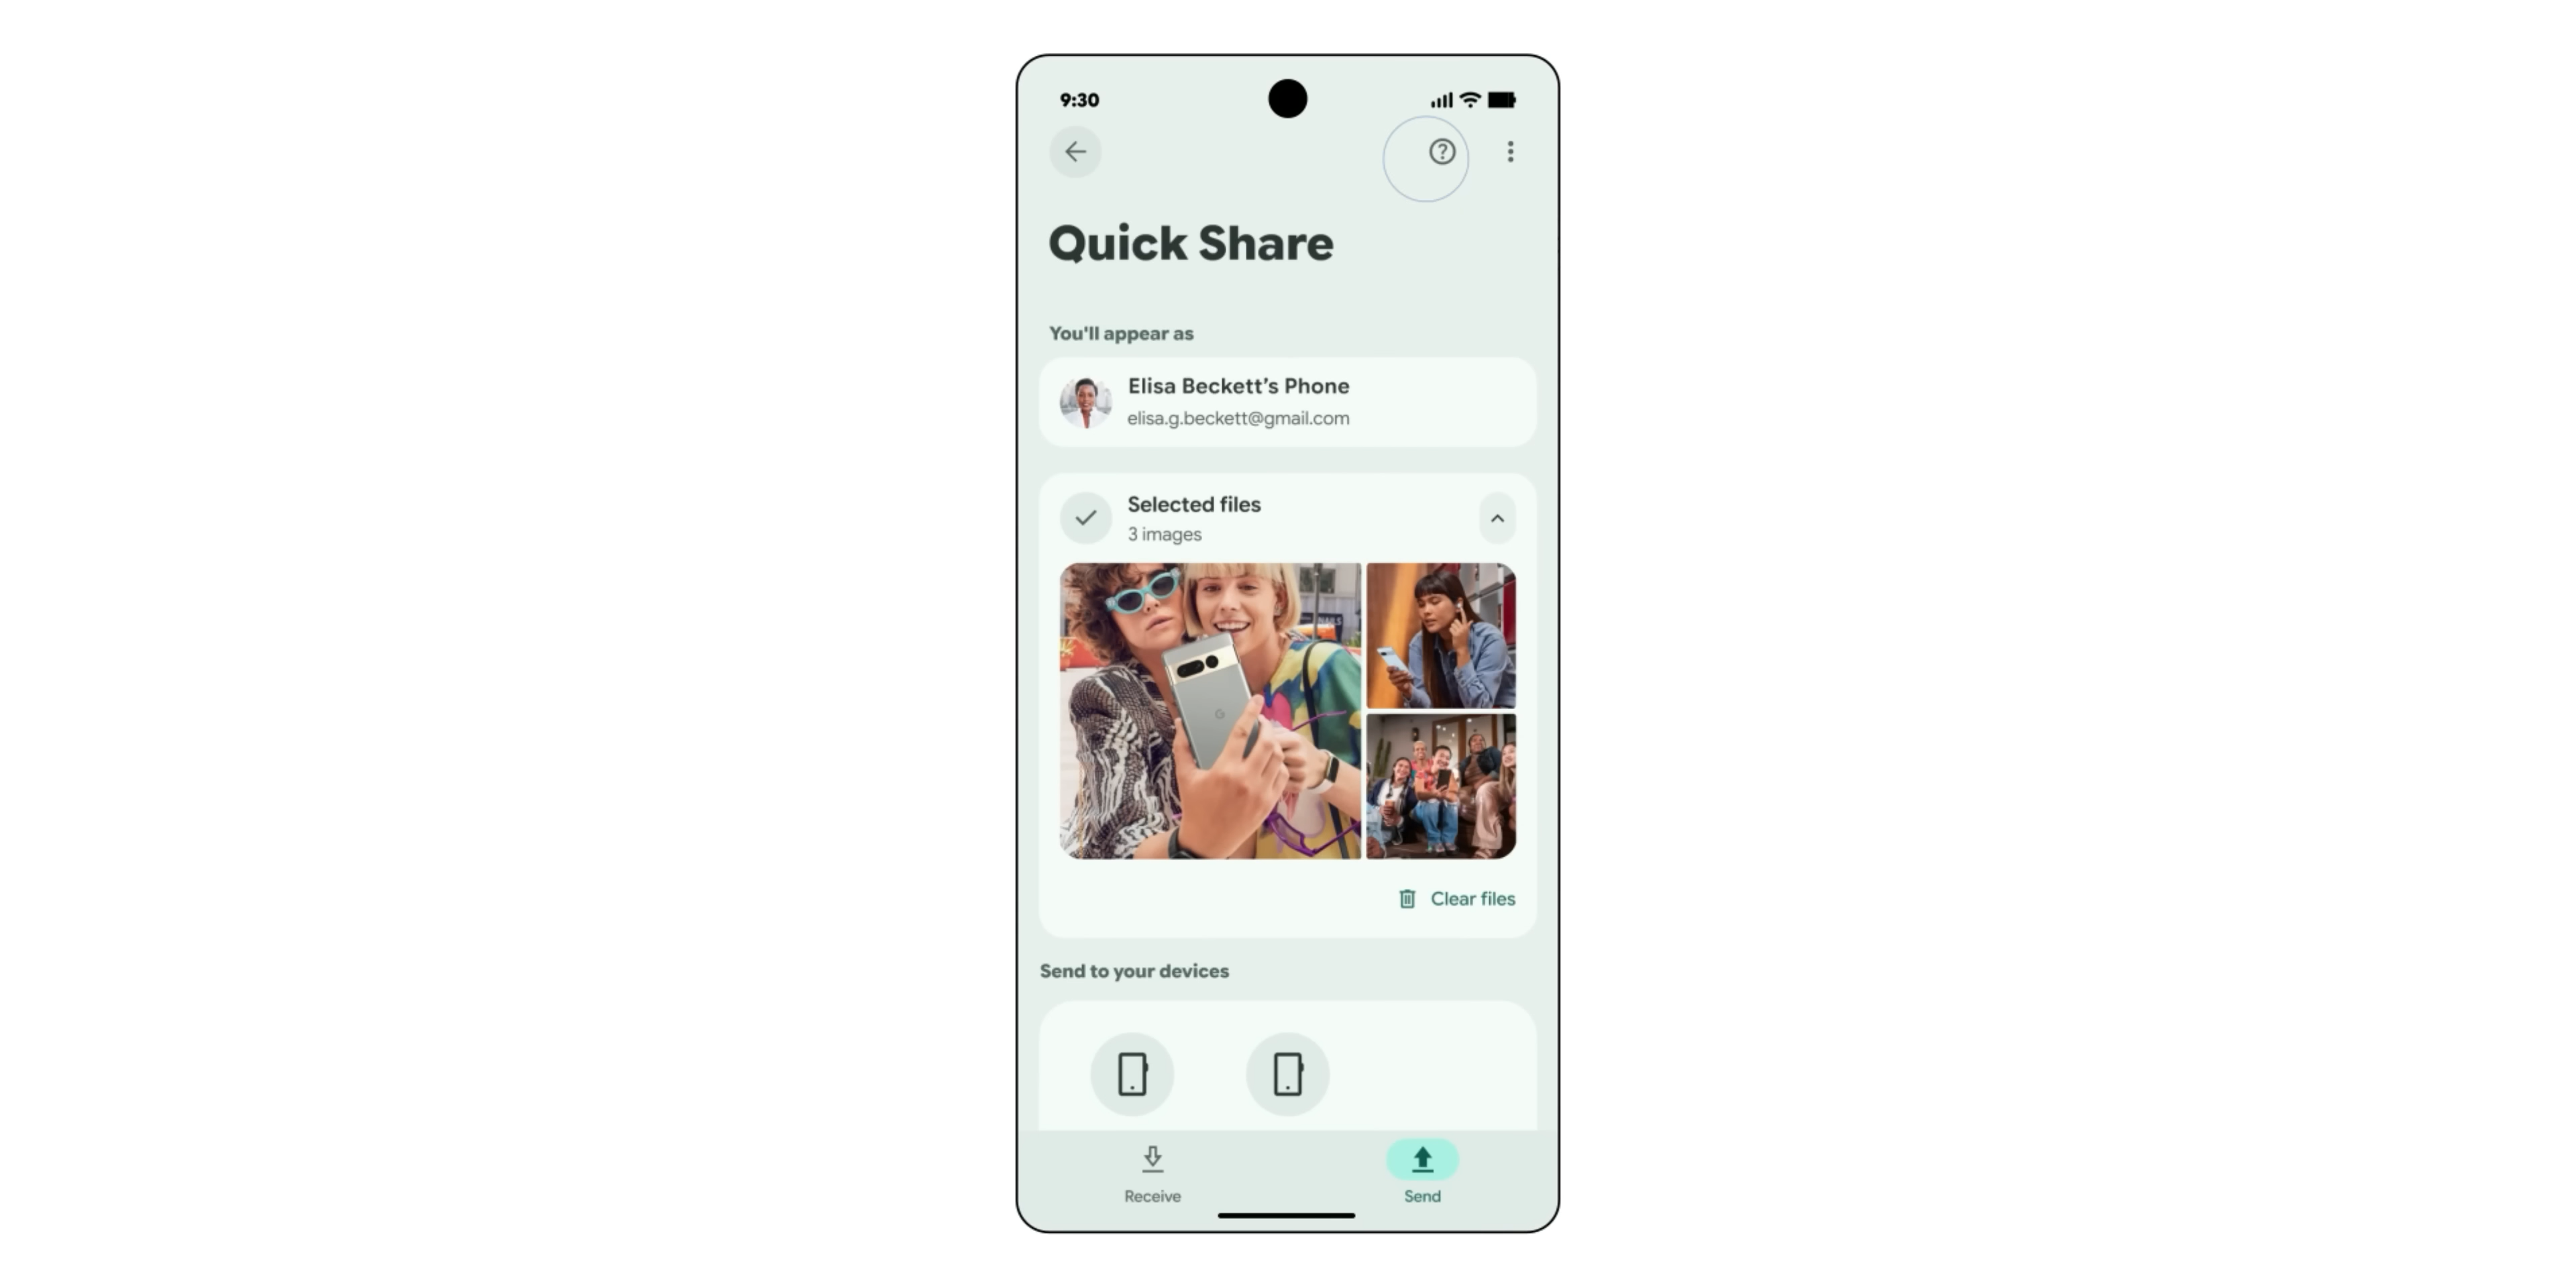 9:30
Quick Share
You'll appear as
Elisa Beckett’s Phone
elisa.g.beckett@gmail.com
Selected files
3 images
NAILS
Clear files
Send to your devices
Receive
Send